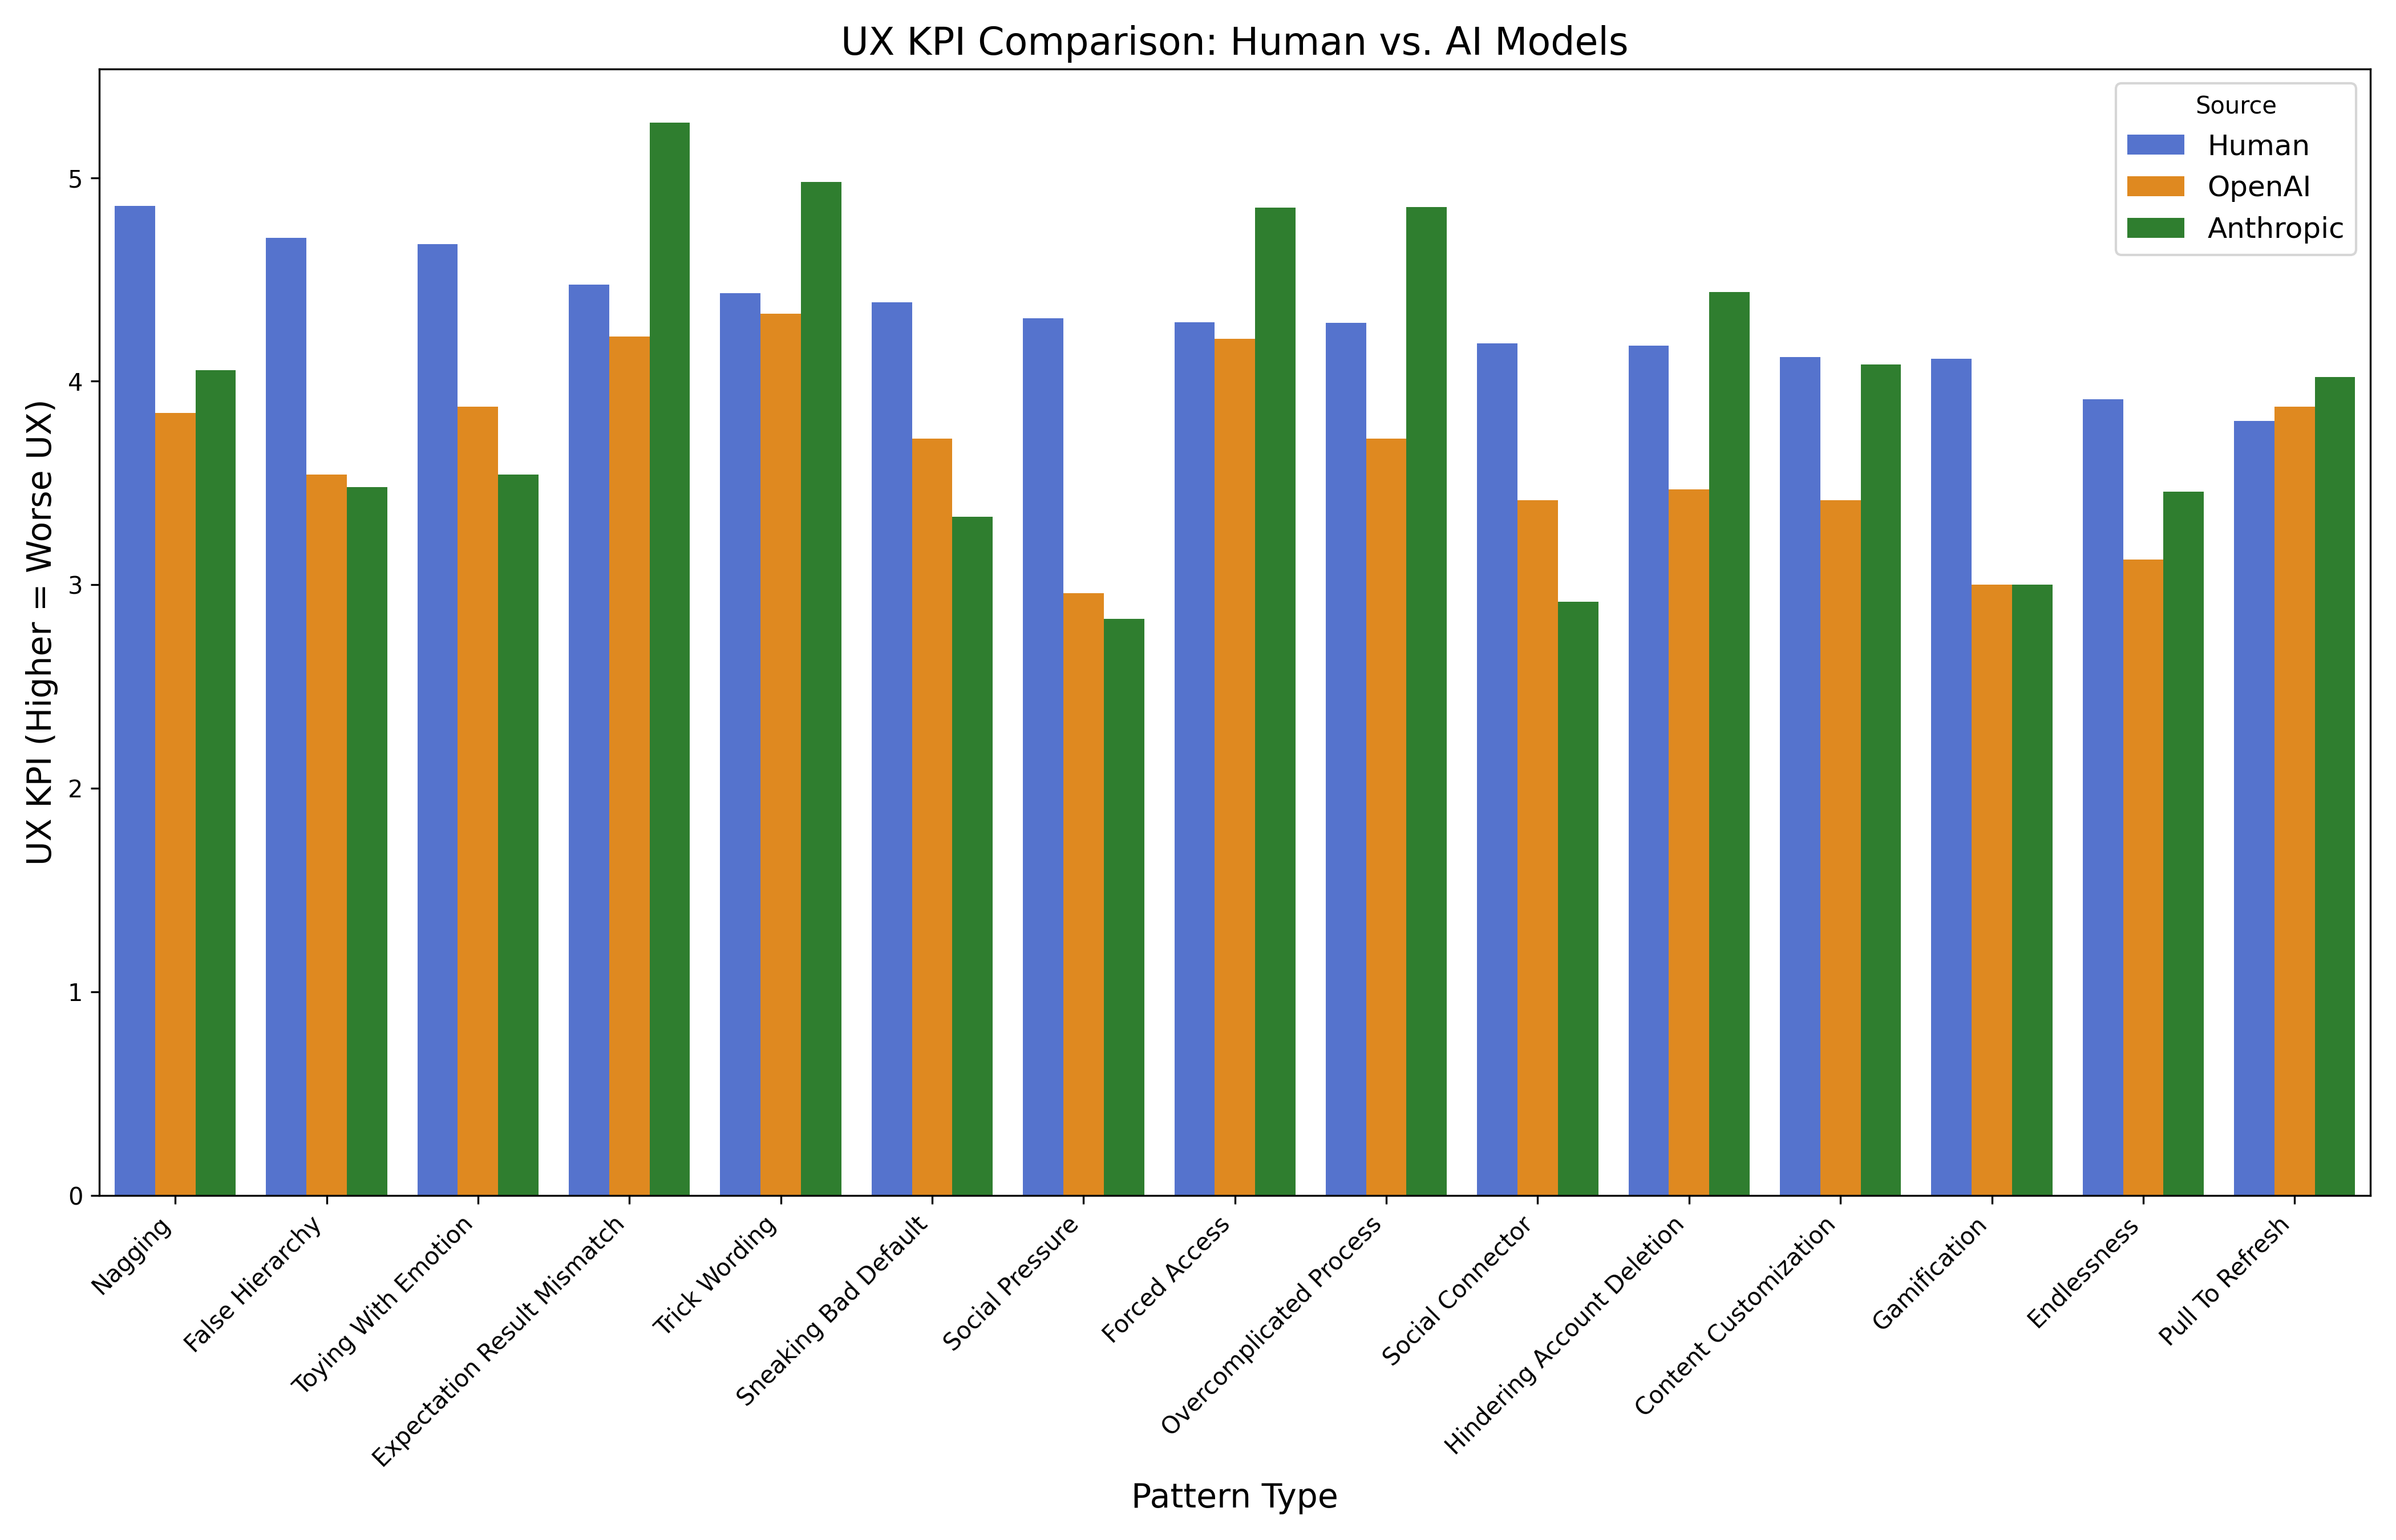 UX KPI Comparison: Human vs. AI Models
Source
Human
OpenAI
Anthropic
UX KPI (Higher = Worse UX)
5
4
3
2
1
0
Nagging
False Hierarchy
Toying With Emotion
Expectation Result Mismatch
Trick Wording
Sneaking Bad Default
Social Pressure
Forced Access
Overcomplicated Process
Social Connector
Hindering Account Deletion
Content Customization
Gamification
Endlessness
Pull To Refresh
Pattern Type